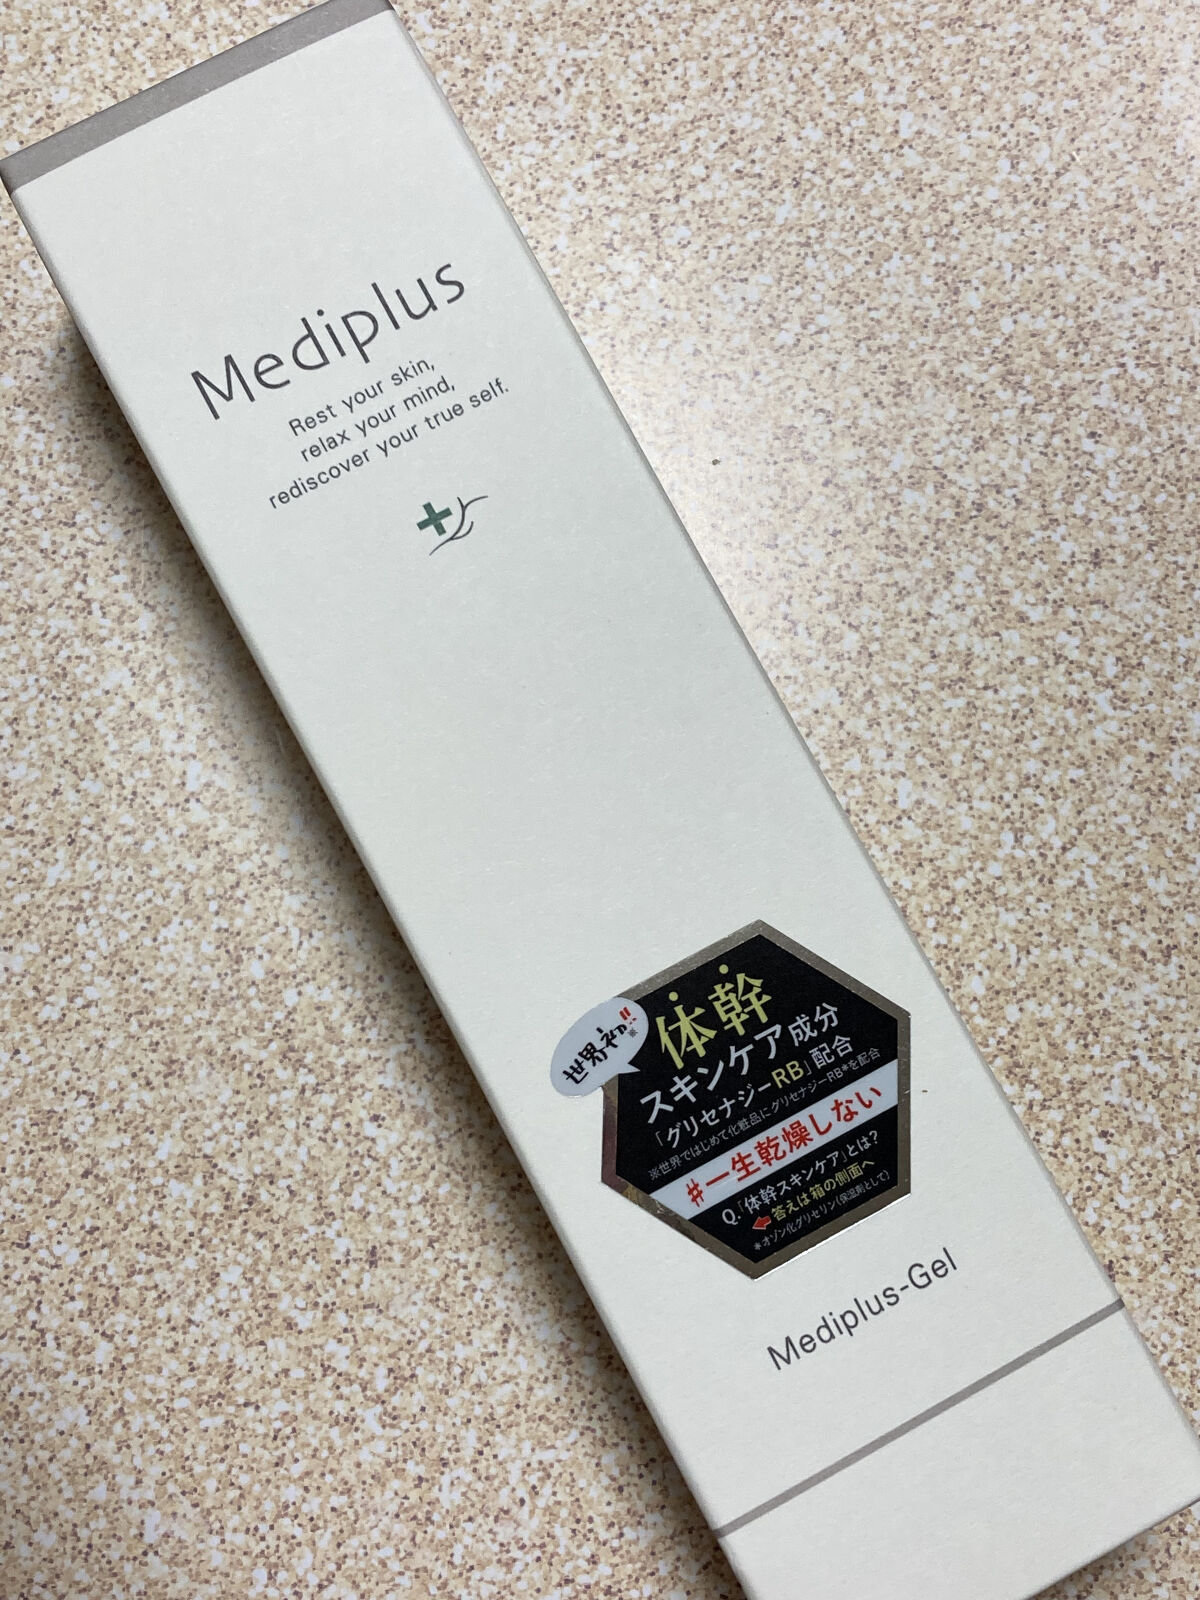 Mediplus
Rest your skin,
relax your mind,
rediscover your true self.
世界初!!※
体幹
スキンケア成分
「グリセナジーRB」配合
※世界ではじめて化粧品にグリセナジーRB*を配合
#一生乾燥しない
Q.「体幹スキンケア」とは?
答えは箱の側面へ
*オゾン化グリセリン(保湿剤として)
Mediplus-Gel